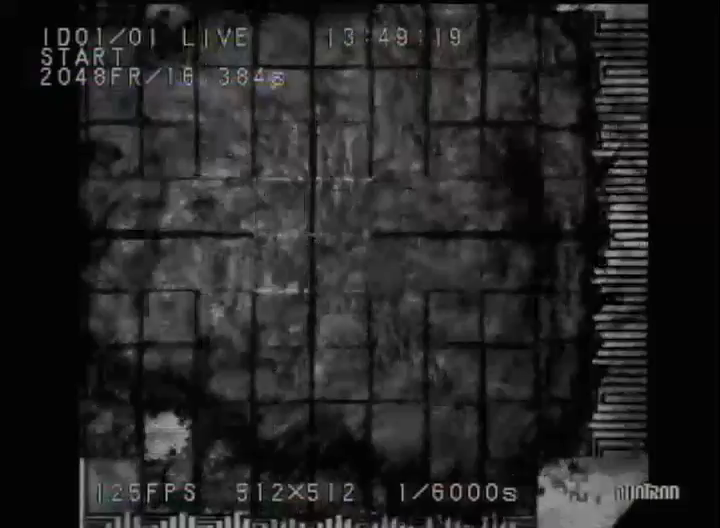 ID01/01 LIVE 13:49:19
START
2048FR/16.384s
125FPS 512×512 1/6000s